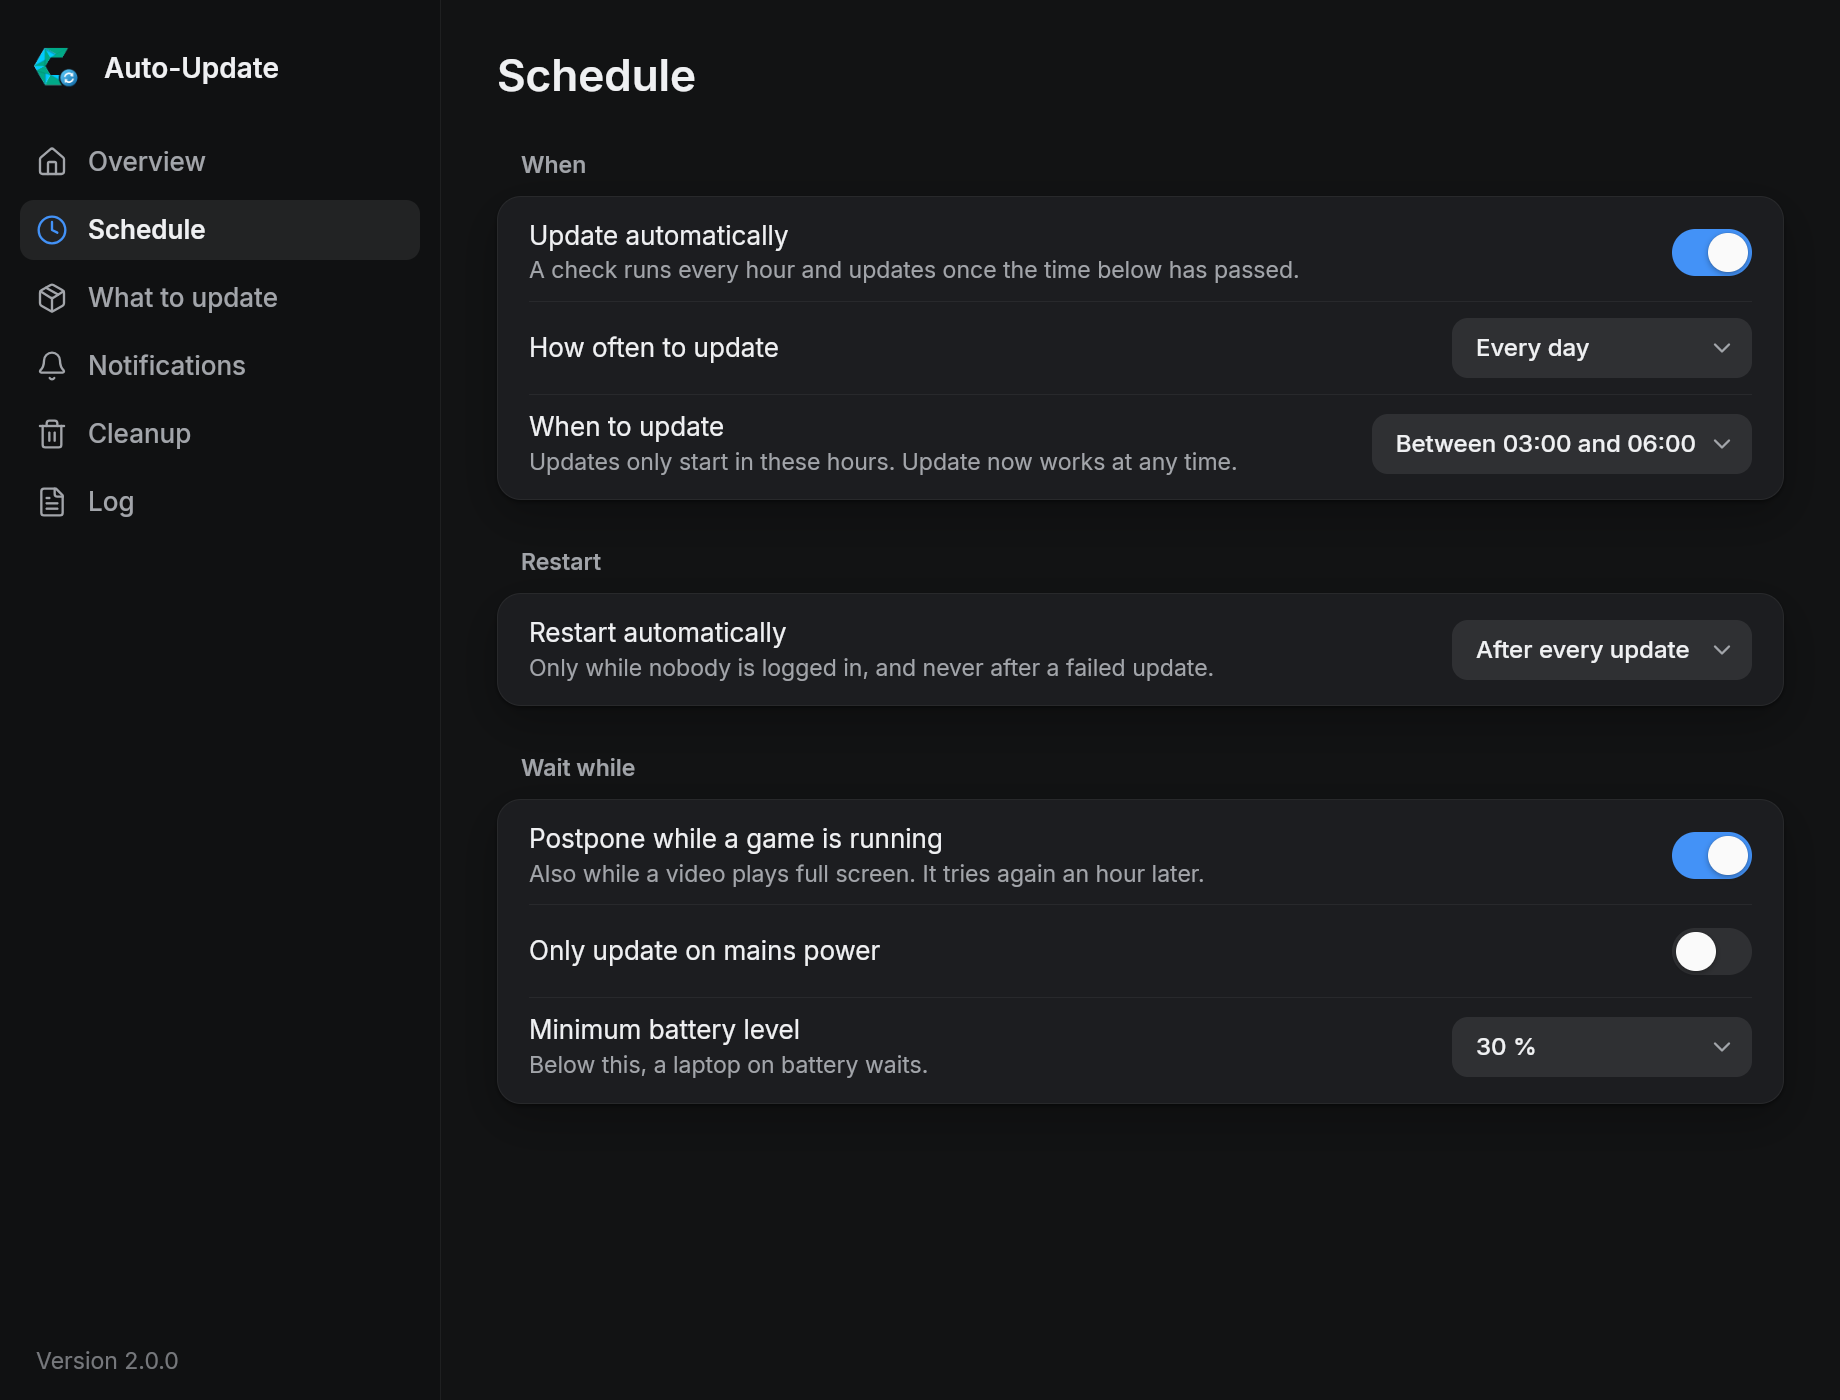 Auto-Update
Overview
Schedule
What to update
Notifications
Cleanup
Log
Version 2.0.0
Schedule
When
Update automatically
A check runs every hour and updates once the time below has passed.
How often to update
Every day
When to update
Updates only start in these hours. Update now works at any time.
Between 03:00 and 06:00
Restart
Restart automatically
Only while nobody is logged in, and never after a failed update.
After every update
Wait while
Postpone while a game is running
Also while a video plays full screen. It tries again an hour later.
Only update on mains power
Minimum battery level
Below this, a laptop on battery waits.
30 %